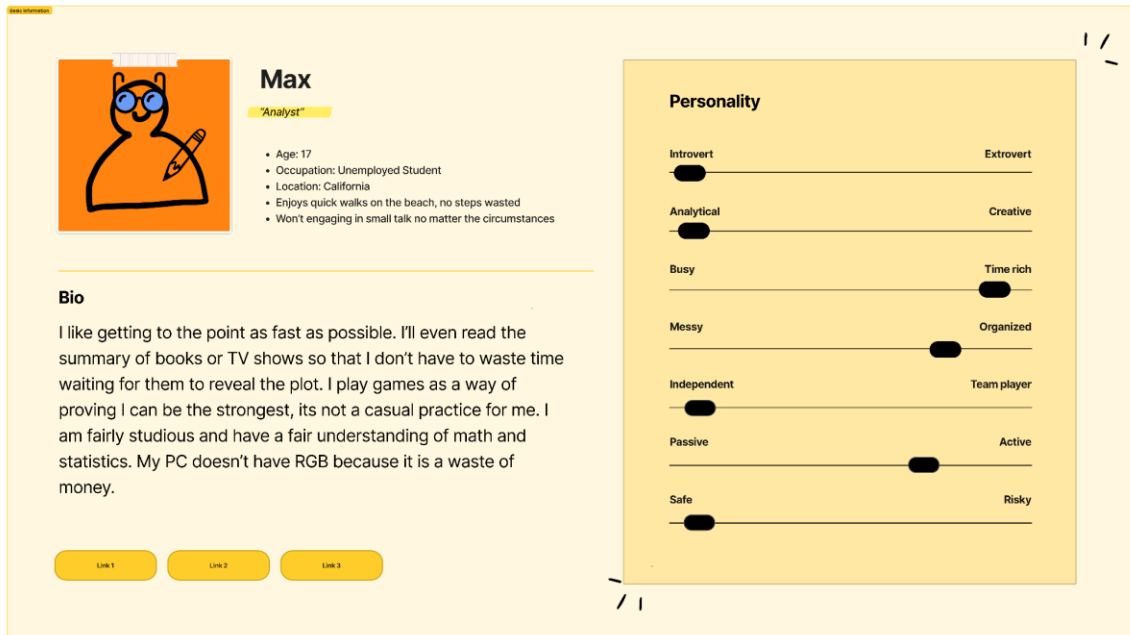 Basic Information
Max
"Analyst"
• Age: 17
• Occupation: Unemployed Student
• Location: California
• Enjoys quick walks on the beach, no steps wasted
• Won't engaging in small talk no matter the circumstances
Bio
I like getting to the point as fast as possible. I'll even read the
summary of books or TV shows so that I don't have to waste time
waiting for them to reveal the plot. I play games as a way of
proving I can be the strongest, its not a casual practice for me. I
am fairly studious and have a fair understanding of math and
statistics. My PC doesn't have RGB because it is a waste of
money.
Link 1
Link 2
Link 3
Personality
Introvert Extrovert
Analytical Creative
Busy Time rich
Messy Organized
Independent Team player
Passive Active
Safe Risky